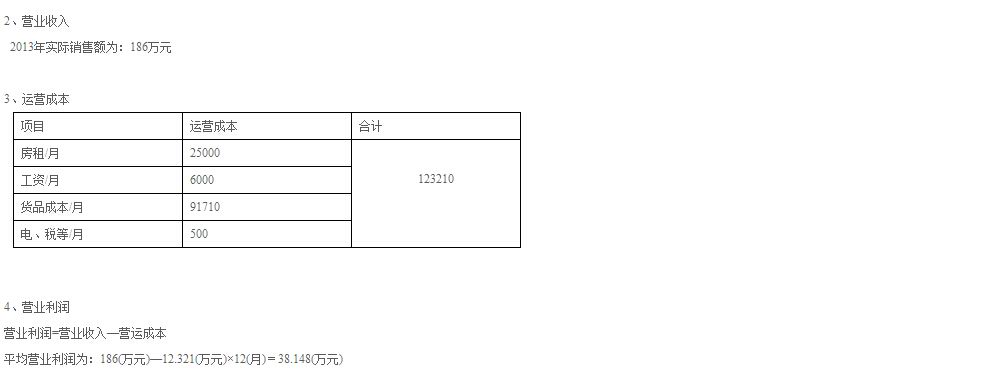 2、营业收入
2013年实际销售额为：186万元
3、运营成本
项目 运营成本 合计
房租/月 25000
工资/月 6000
123210
货品成本/月 91710
电、税等/月 500
4、营业利润
营业利润=营业收入—营运成本
平均营业利润为：186(万元)—12.321(万元)×12(月)＝38.148(万元)